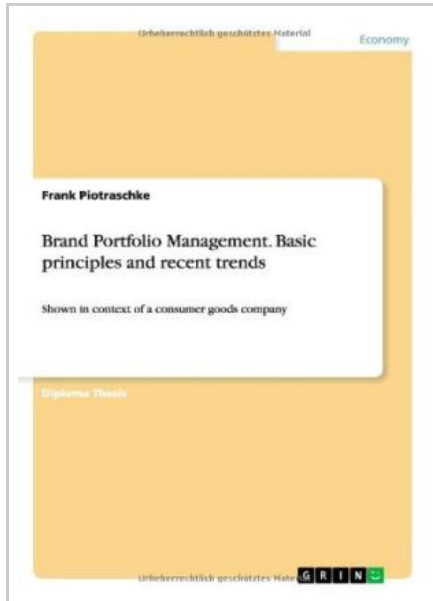 Urheberrechtlich geschütztes Material
Economy
Frank Piotraschke
Brand Portfolio Management. Basic
principles and recent trends
Shown in context of a consumer goods company
Diploma Thesis
Urheberrechtlich geschütztes Mate
GRIN